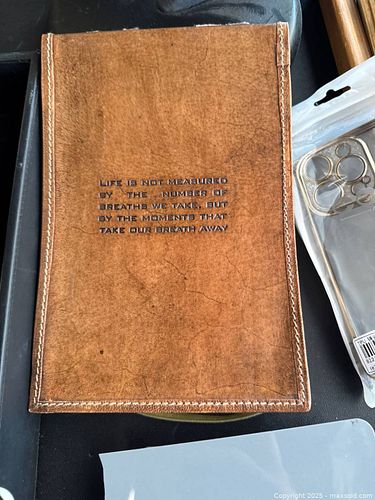 LIFE IS NOT MEASURED
BY THE NUMBER OF
BREATHS WE TAKE, BUT
BY THE MOMENTS THAT
TAKE OUR BREATH AWAY
Copyright 2025 - maxsold.com